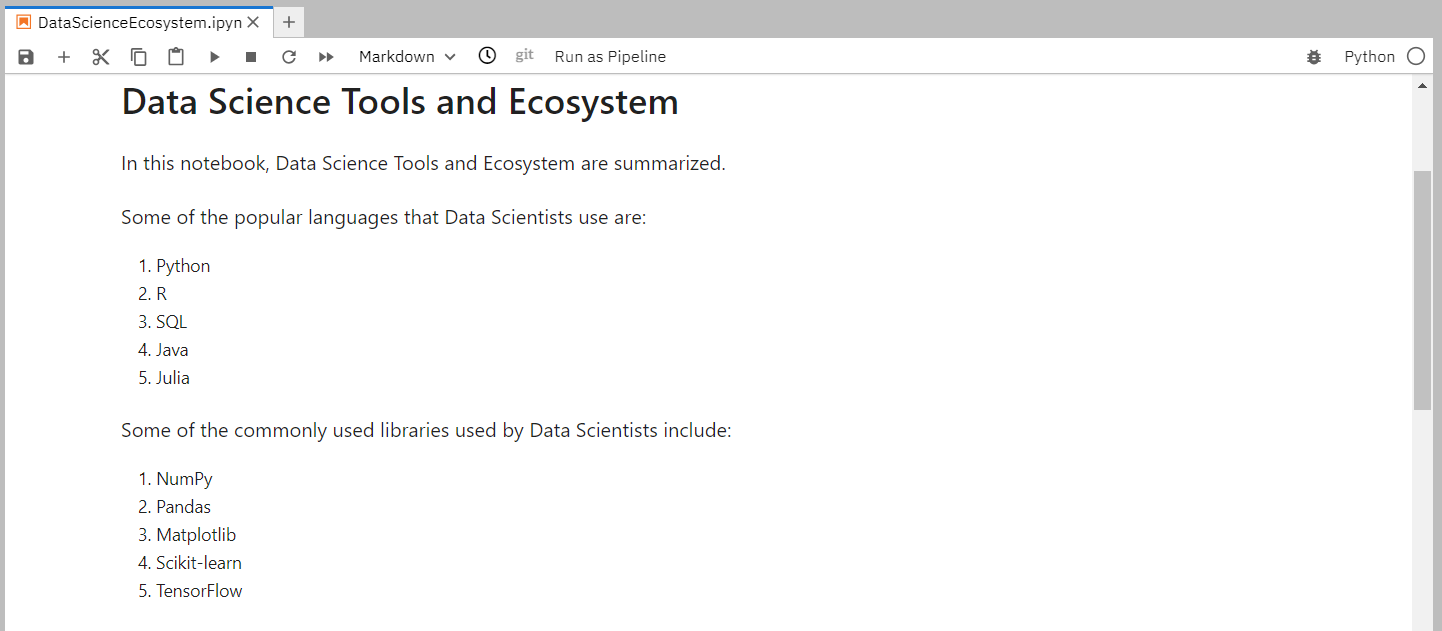 DataScienceEcosystem.ipyn
Markdown git Run as Pipeline Python
Data Science Tools and Ecosystem
In this notebook, Data Science Tools and Ecosystem are summarized.
Some of the popular languages that Data Scientists use are:
1. Python
2. R
3. SQL
4. Java
5. Julia
Some of the commonly used libraries used by Data Scientists include:
1. NumPy
2. Pandas
3. Matplotlib
4. Scikit-learn
5. TensorFlow